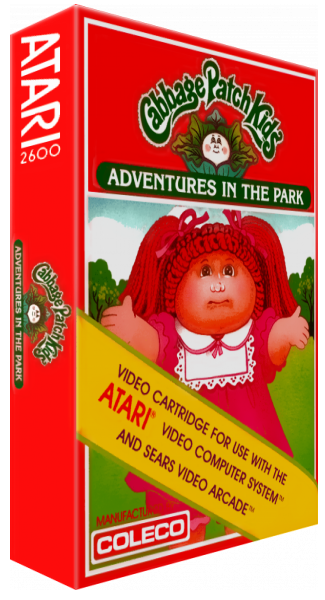 ATARI
2600
Cabbage Patch Kids
ADVENTURES IN THE PARK
Cabbage Patch Kids
ADVENTURES IN THE PARK
VIDEO CARTRIDGE FOR USE WITH THE
ATARI® VIDEO COMPUTER SYSTEM™
AND SEARS VIDEO ARCADE™
COLECO